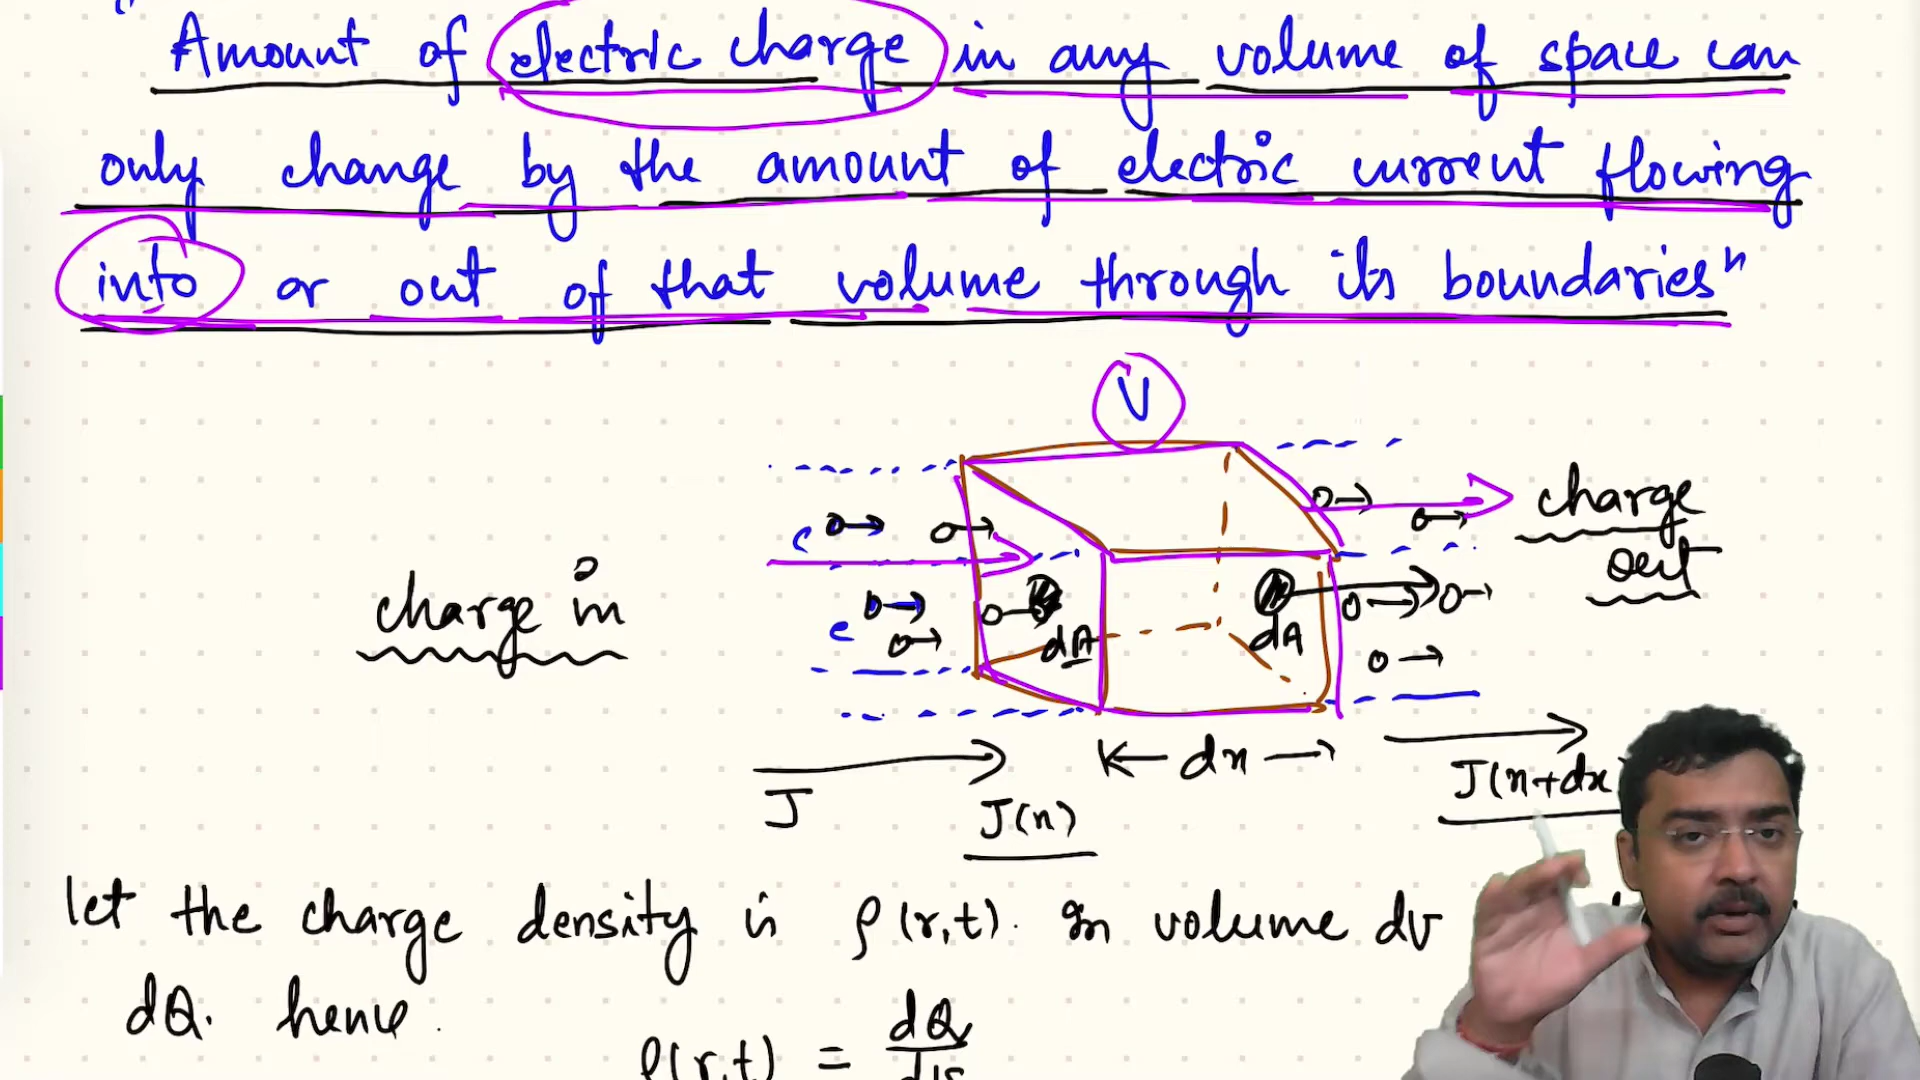 Amount of electric charge in any volume of space can
only change by the amount of electric current flowing
into or out of that volume through its boundaries"
V
charge
out
charge in
e
e
dA
dA
dx
J
J(x)
J(x+dx
let the charge density is ρ(r,t). In volume dv
dQ. hence
ρ(r,t) = dQ
dv